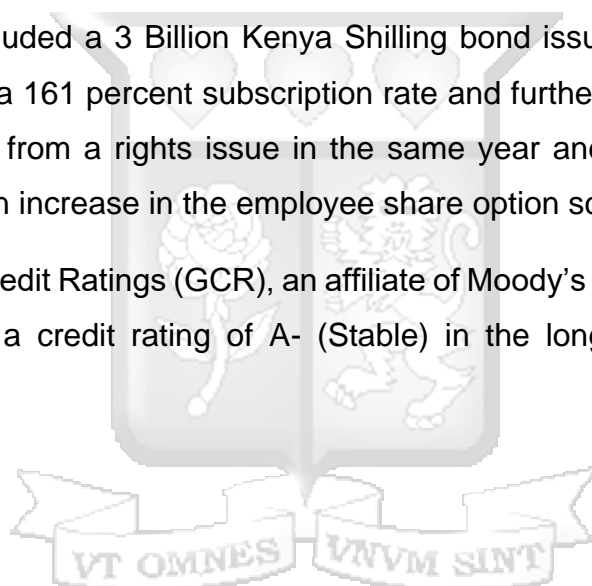 uded a 3 Billion Kenya Shilling bond issu
a 161 percent subscription rate and furthe
from a rights issue in the same year and
n increase in the employee share option sc
edit Ratings (GCR), an affiliate of Moody's
a credit rating of A- (Stable) in the long
VT OMNES VNVM SINT